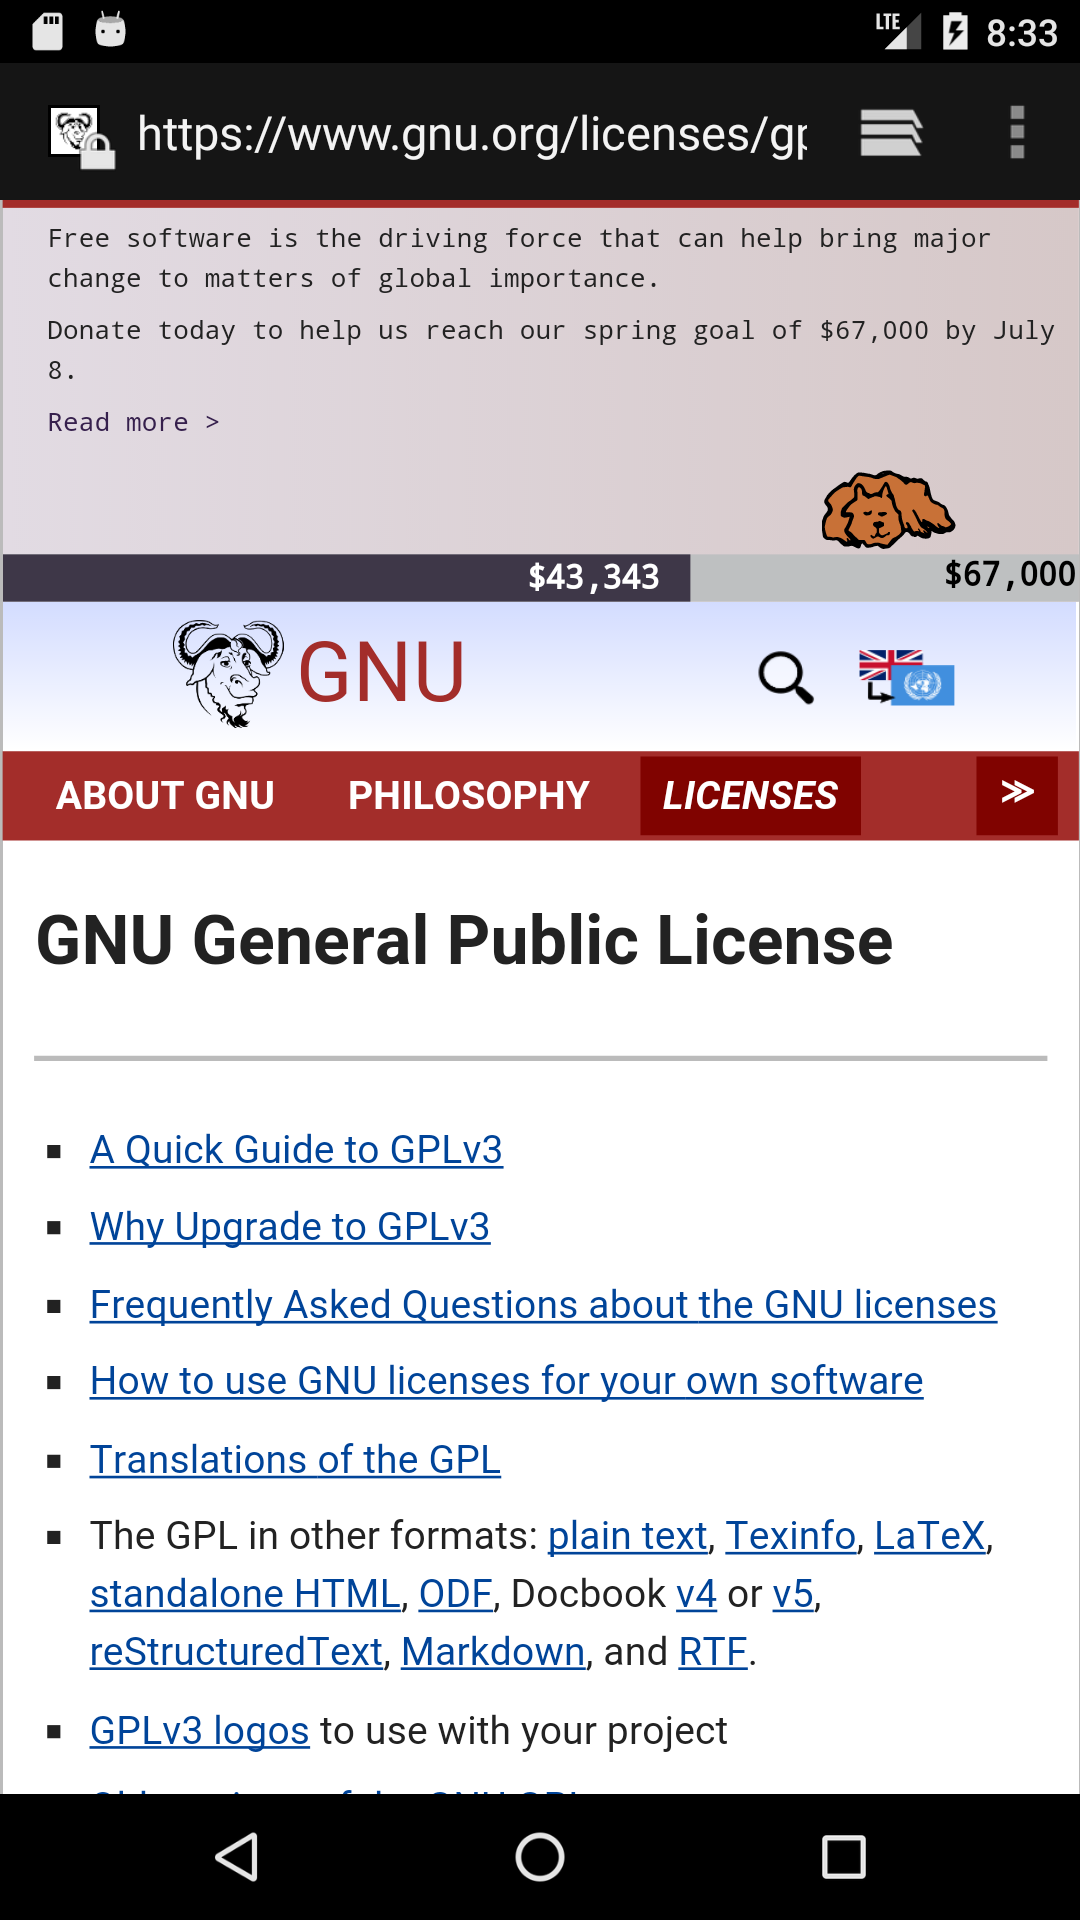 LTE 8:33
https://www.gnu.org/licenses/gp
Free software is the driving force that can help bring major
change to matters of global importance.
Donate today to help us reach our spring goal of $67,000 by July
8.
Read more >
$43,343 $67,000
GNU
ABOUT GNU PHILOSOPHY LICENSES ≫
GNU General Public License
▪ A Quick Guide to GPLv3
▪ Why Upgrade to GPLv3
▪ Frequently Asked Questions about the GNU licenses
▪ How to use GNU licenses for your own software
▪ Translations of the GPL
▪ The GPL in other formats: plain text, Texinfo, LaTeX,
standalone HTML, ODF, Docbook v4 or v5,
reStructuredText, Markdown, and RTF.
▪ GPLv3 logos to use with your project